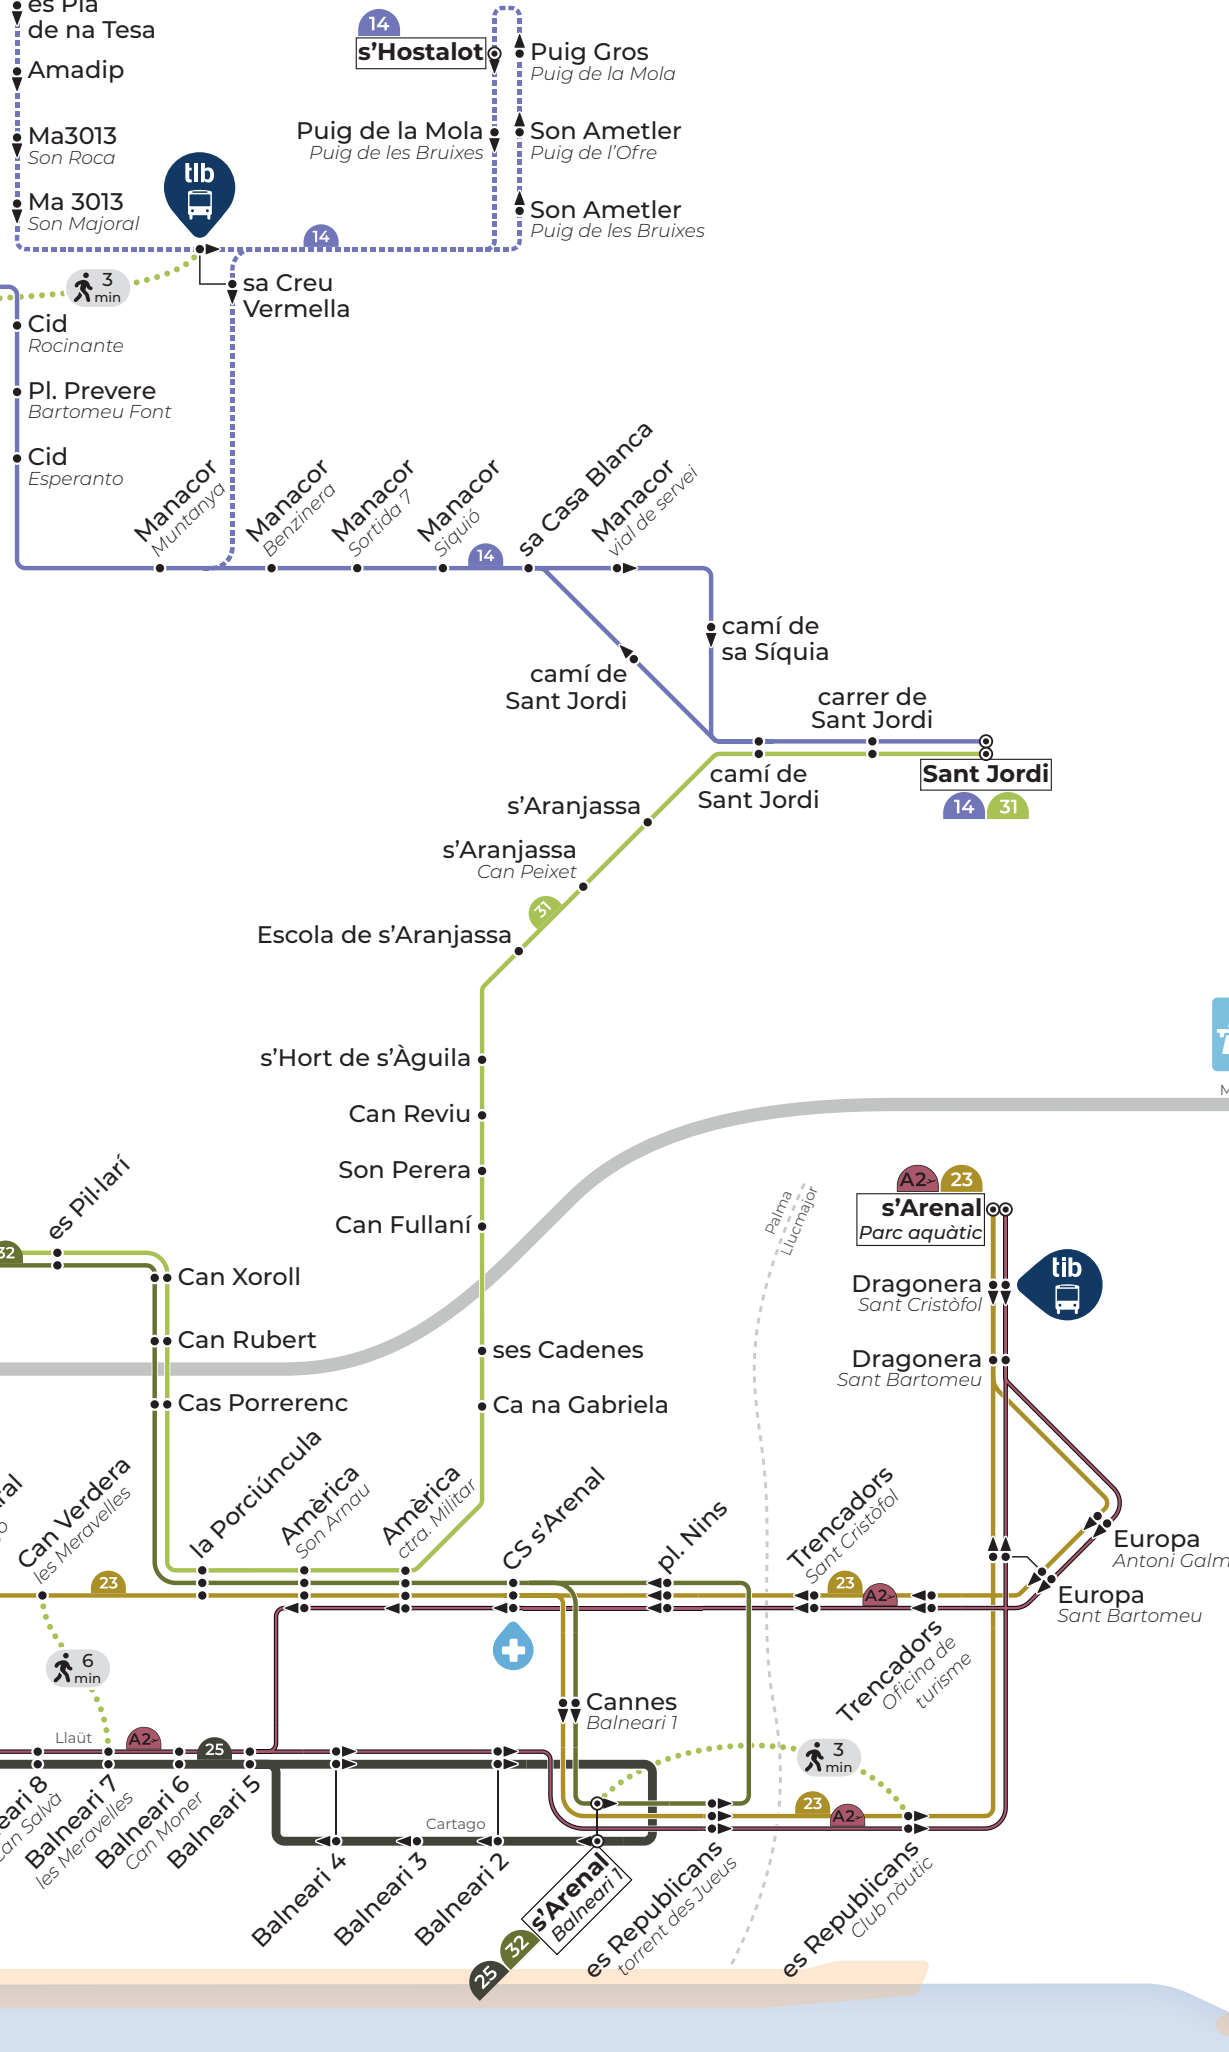 es Pla
de na Tesa
Amadip
Ma3013
Son Roca
Ma 3013
Son Majoral
tib
14
s'Hostalot
Puig Gros
Puig de la Mola
Puig de la Mola
Puig de les Bruixes
Son Ametler
Puig de l'Ofre
Son Ametler
Puig de les Bruixes
14
3
min
sa Creu
Vermella
Cid
Rocinante
Pl. Prevere
Bartomeu Font
Cid
Esperanto
Manacor
Muntanya
Manacor
Benzinera
Manacor
Sortida 7
Manacor
Siquió
14
sa Casa Blanca
Manacor
vial de servei
camí de
sa Síquia
camí de
Sant Jordi
carrer de
Sant Jordi
camí de
Sant Jordi
Sant Jordi
14
31
s'Aranjassa
s'Aranjassa
Can Peixet
31
Escola de s'Aranjassa
s'Hort de s'Àguila
Can Reviu
Son Perera
Can Fullaní
ses Cadenes
Ca na Gabriela
M
es Pil·larí
32
Can Xoroll
Can Rubert
Cas Porrerenc
Palma
Llucmajor
A2
23
s'Arenal
Parc aquàtic
tib
Dragonera
Sant Cristòfol
Dragonera
Sant Bartomeu
Can Verdera
les Meravelles
23
la Porciúncula
Amèrica
Son Arnau
Amèrica
ctra. Militar
CS s'Arenal
pl. Nins
Trencadors
Sant Cristòfol
23
A2
Europa
Antoni Galm
Europa
Sant Bartomeu
Trencadors
Oficina de
turisme
6
min
Cannes
Balneari 1
3
min
Llaüt
A2
25
23
A2
Cartago
eari 8
Can Salvà
Balneari 7
les Meravelles
Balneari 6
Can Moner
Balneari 5
Balneari 4
Balneari 3
Balneari 2
s'Arenal
Balneari 1
32
25
es Republicans
torrent des Jueus
es Republicans
Club nàutic